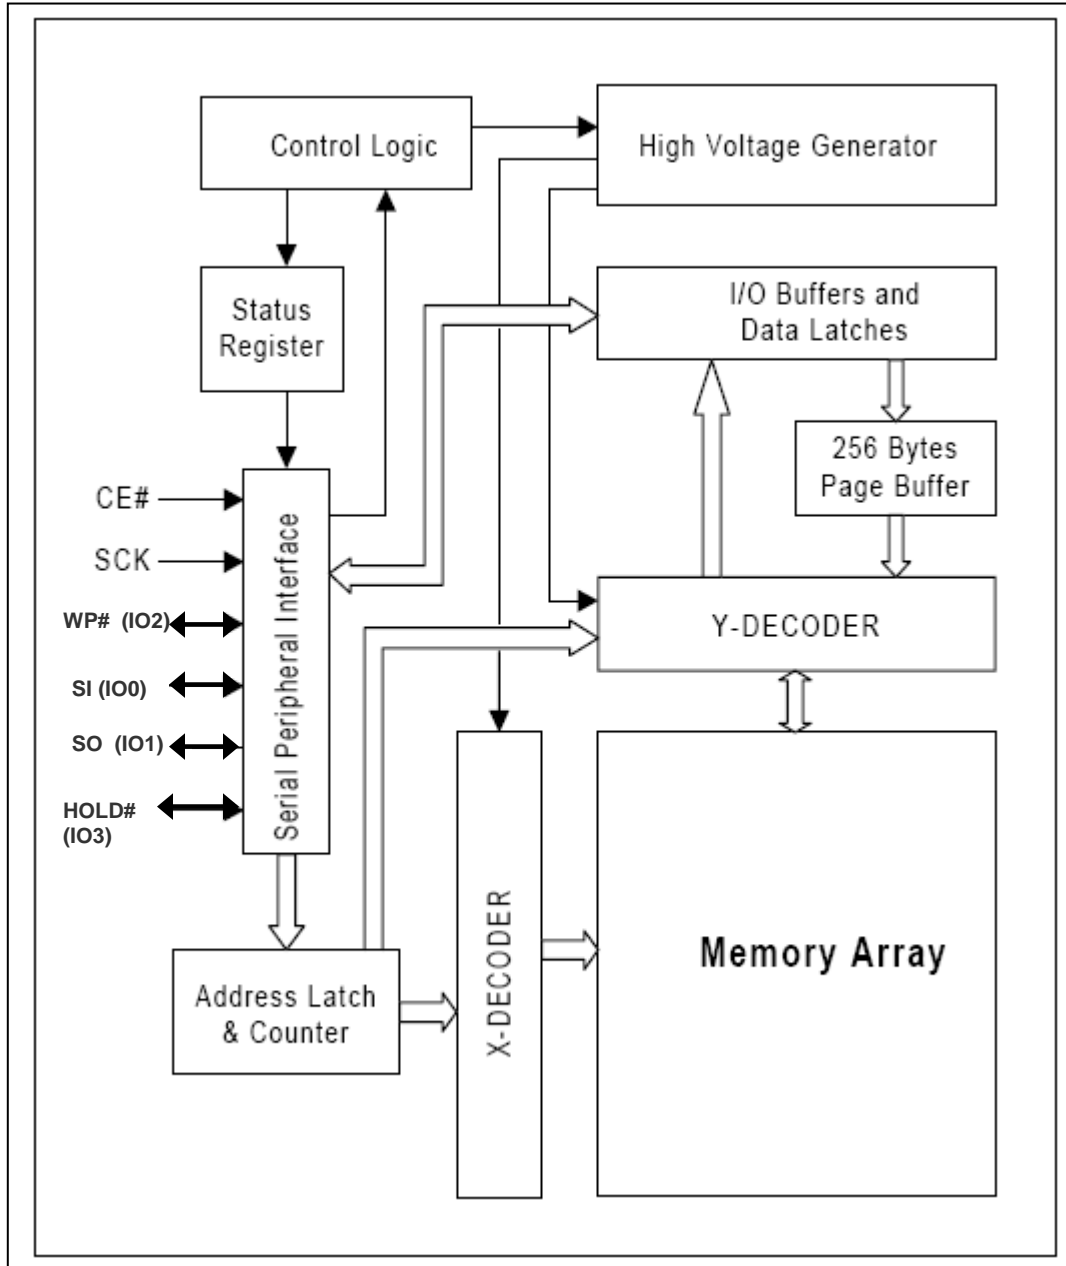 Control Logic
High Voltage Generator
Status
Register
I/O Buffers and
Data Latches
256 Bytes
Page Buffer
CE#
SCK
WP# (IO2)
SI (IO0)
SO (IO1)
HOLD#
(IO3)
Serial Peripheral Interface
Y-DECODER
Address Latch
& Counter
X-DECODER
Memory Array